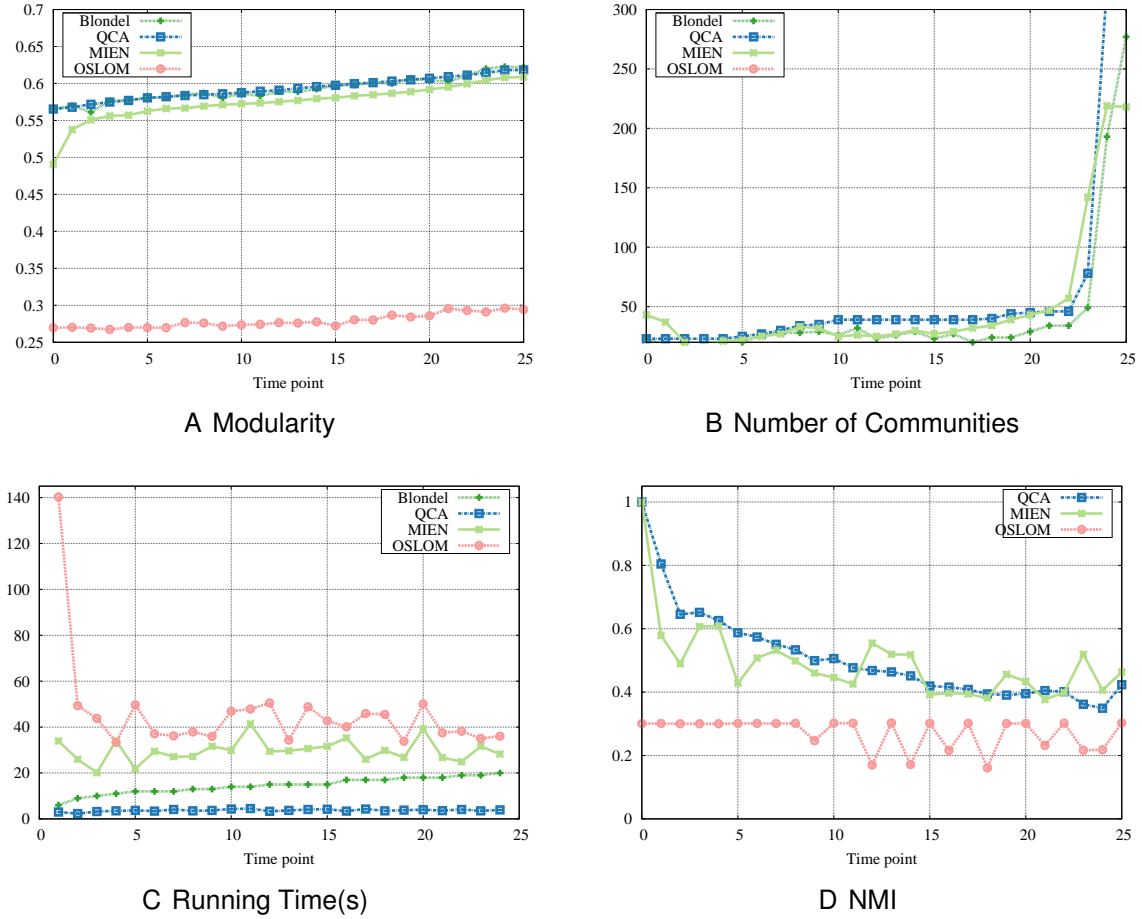 0.7
0.65
0.6
0.55
0.5
0.45
0.4
0.35
0.3
0.25
Blondel
QCA
MIEN
OSLOM
0 5 10 15 20 25
Time point
A Modularity
300
250
200
150
100
50
Blondel
QCA
MIEN
OSLOM
0 5 10 15 20 25
Time point
B Number of Communities
140
120
100
80
60
40
20
0
Blondel
QCA
MIEN
OSLOM
0 5 10 15 20 25
Time point
C Running Time(s)
1
0.8
0.6
0.4
0.2
0
QCA
MIEN
OSLOM
0 5 10 15 20 25
Time point
D NMI